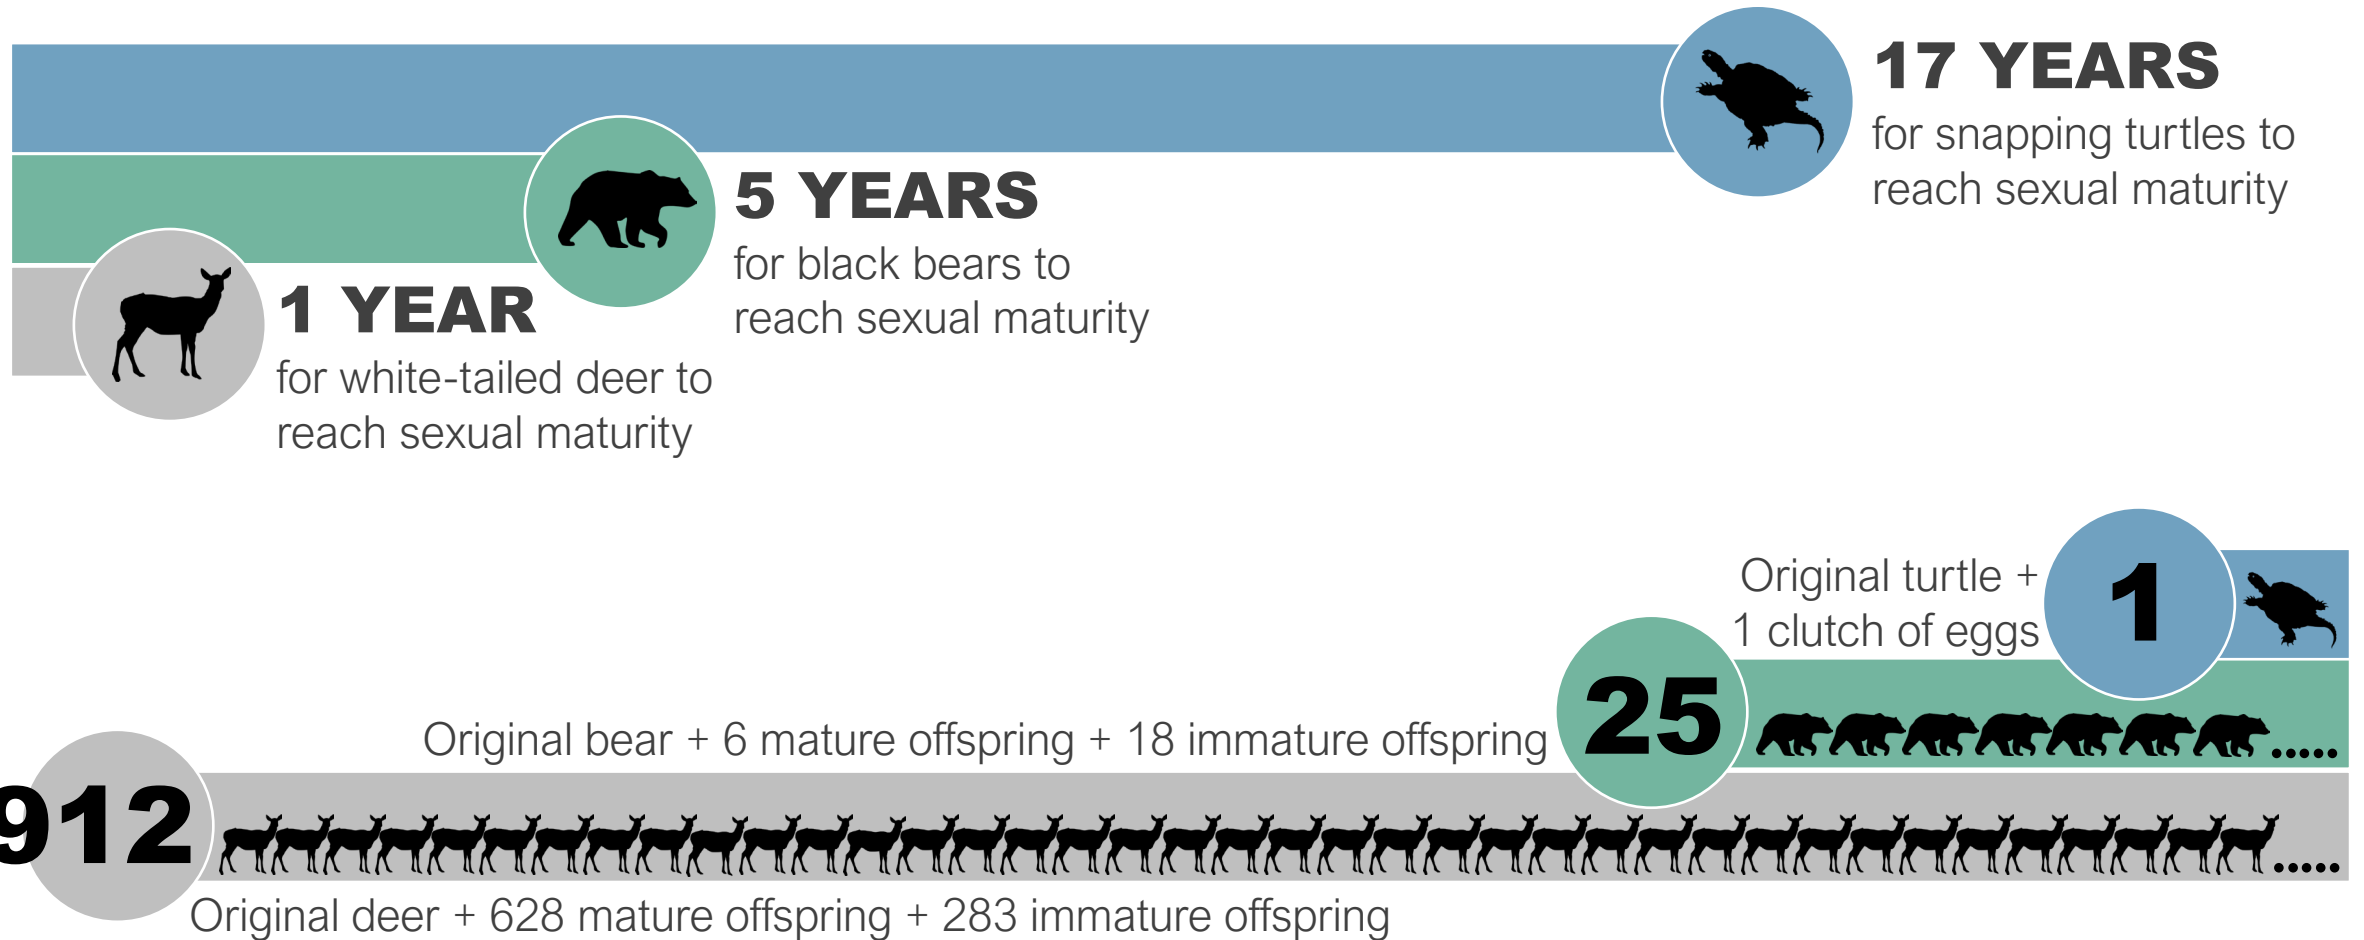 17 YEARS
for snapping turtles to
reach sexual maturity
5 YEARS
for black bears to
reach sexual maturity
1 YEAR
for white-tailed deer to
reach sexual maturity
Original turtle +
1 clutch of eggs
1
Original bear + 6 mature offspring + 18 immature offspring
25
.....
912
.....
Original deer + 628 mature offspring + 283 immature offspring